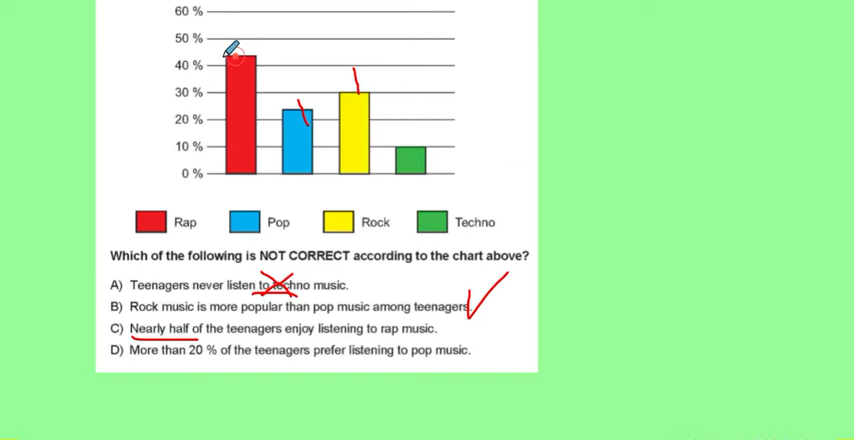 60 %
50 %
40 %
30 %
20 %
10 %
0 %
Rap Pop Rock Techno
Which of the following is NOT CORRECT according to the chart above?
A) Teenagers never listen to techno music.
B) Rock music is more popular than pop music among teenagers.
C) Nearly half of the teenagers enjoy listening to rap music.
D) More than 20 % of the teenagers prefer listening to pop music.